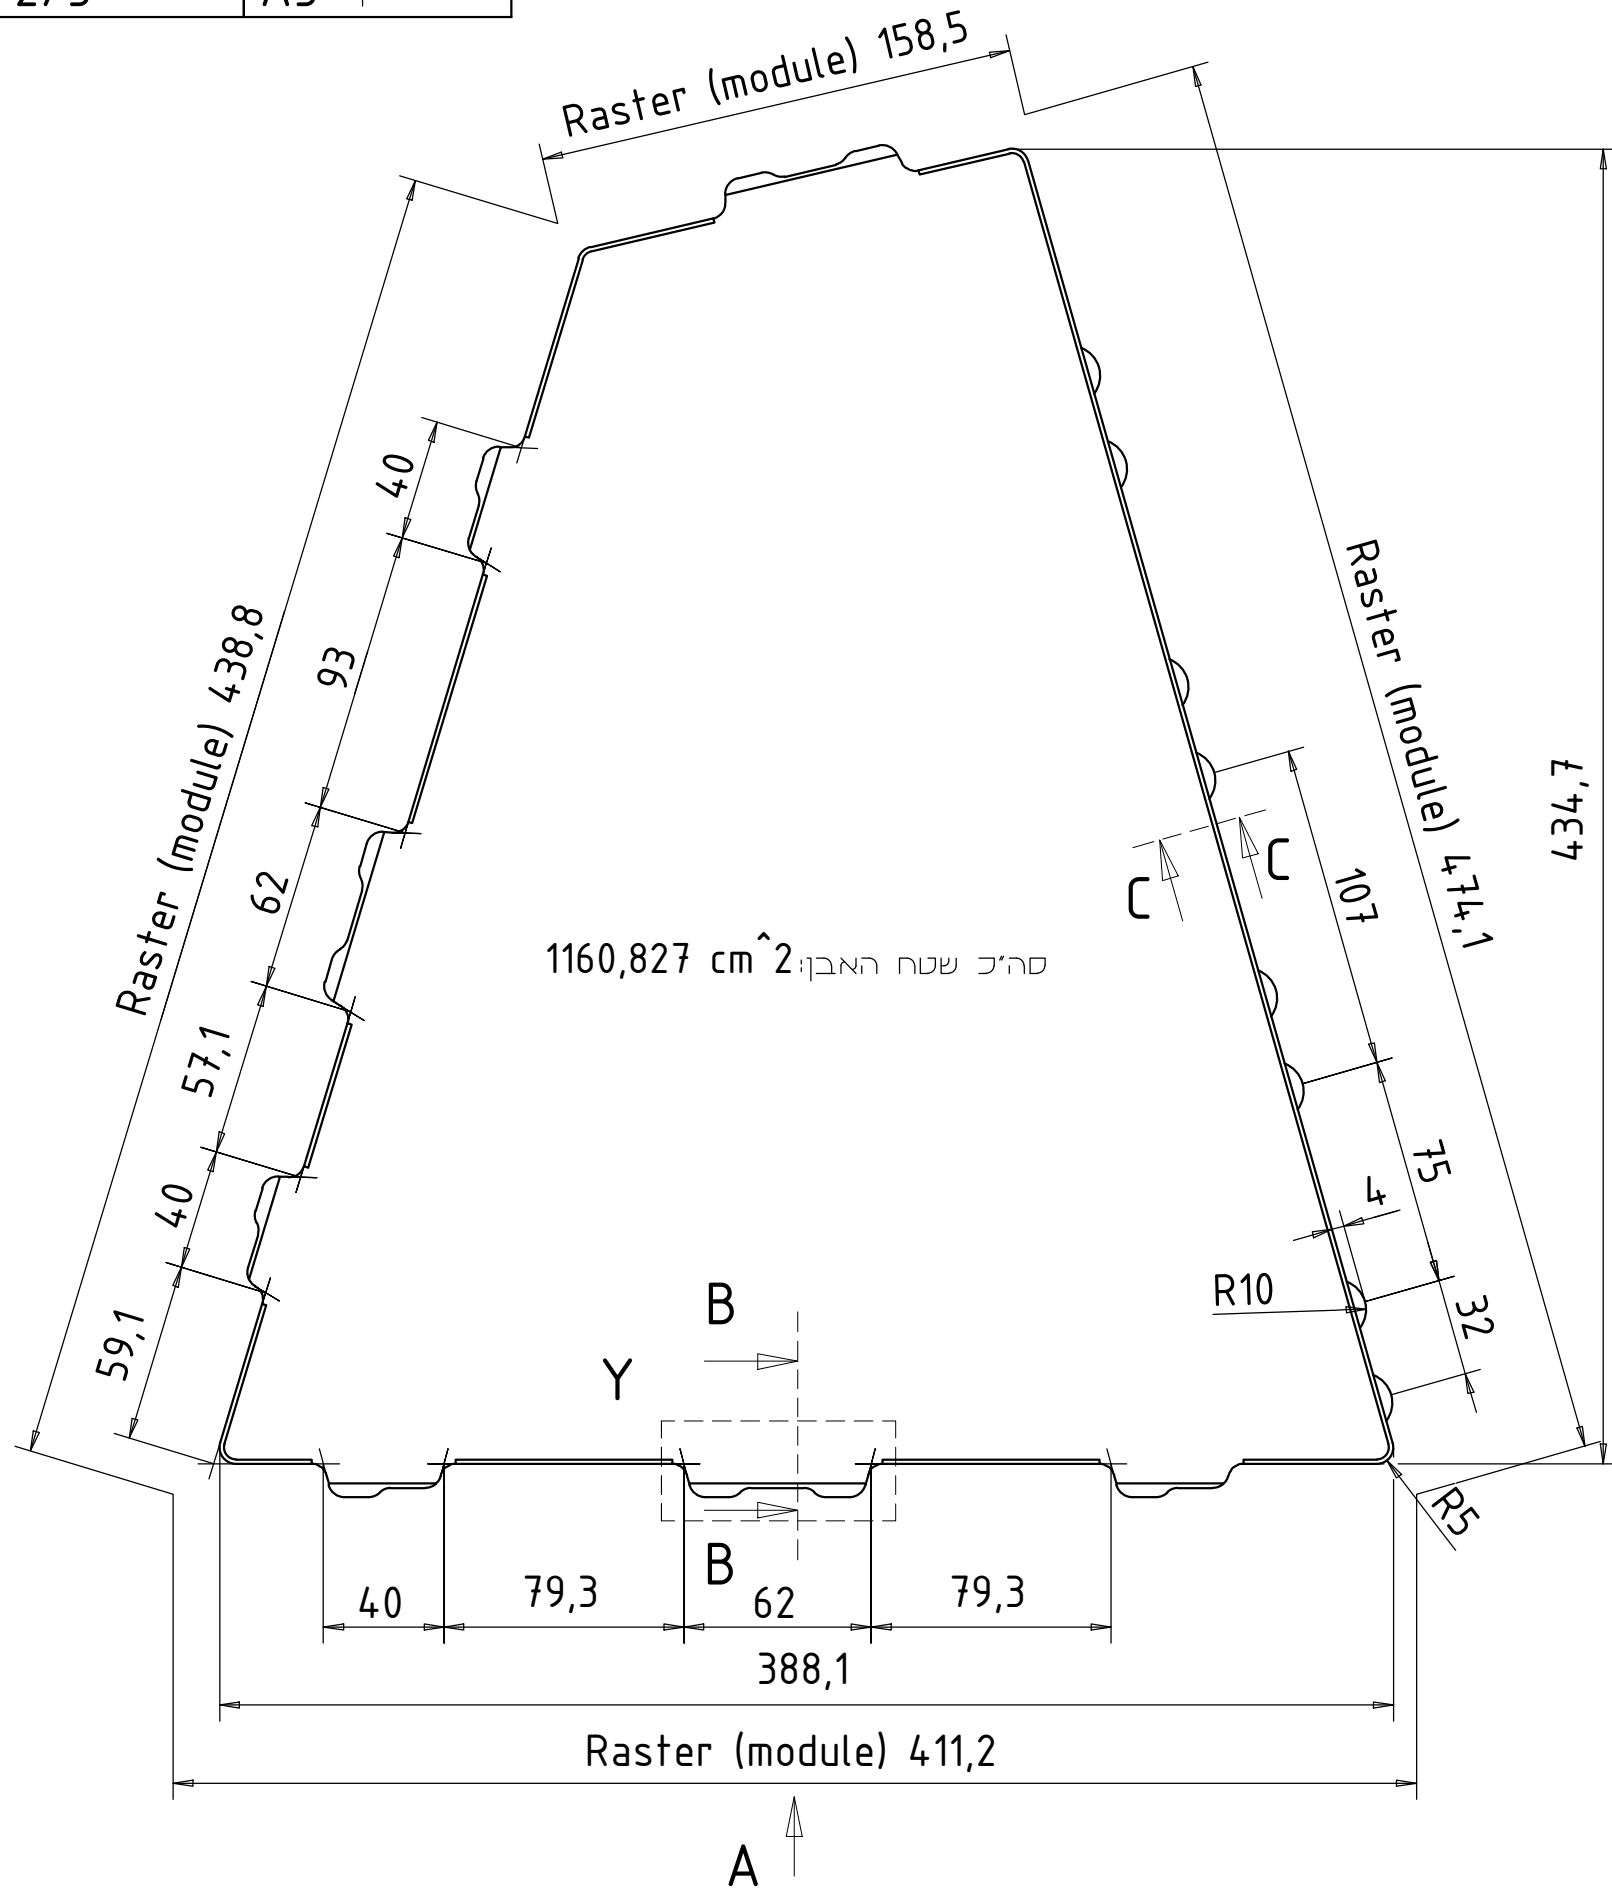 Raster (module) 158,5
Raster (module) 438,8
40
93
62
57,1
40
59,1
Raster (module) 474,1
434,7
C
C
107
75
4
32
R10
R5
סה"כ שטח האבן: 1160,827 cm^2
B
Y
B
40
79,3
62
79,3
388,1
Raster (module) 411,2
A